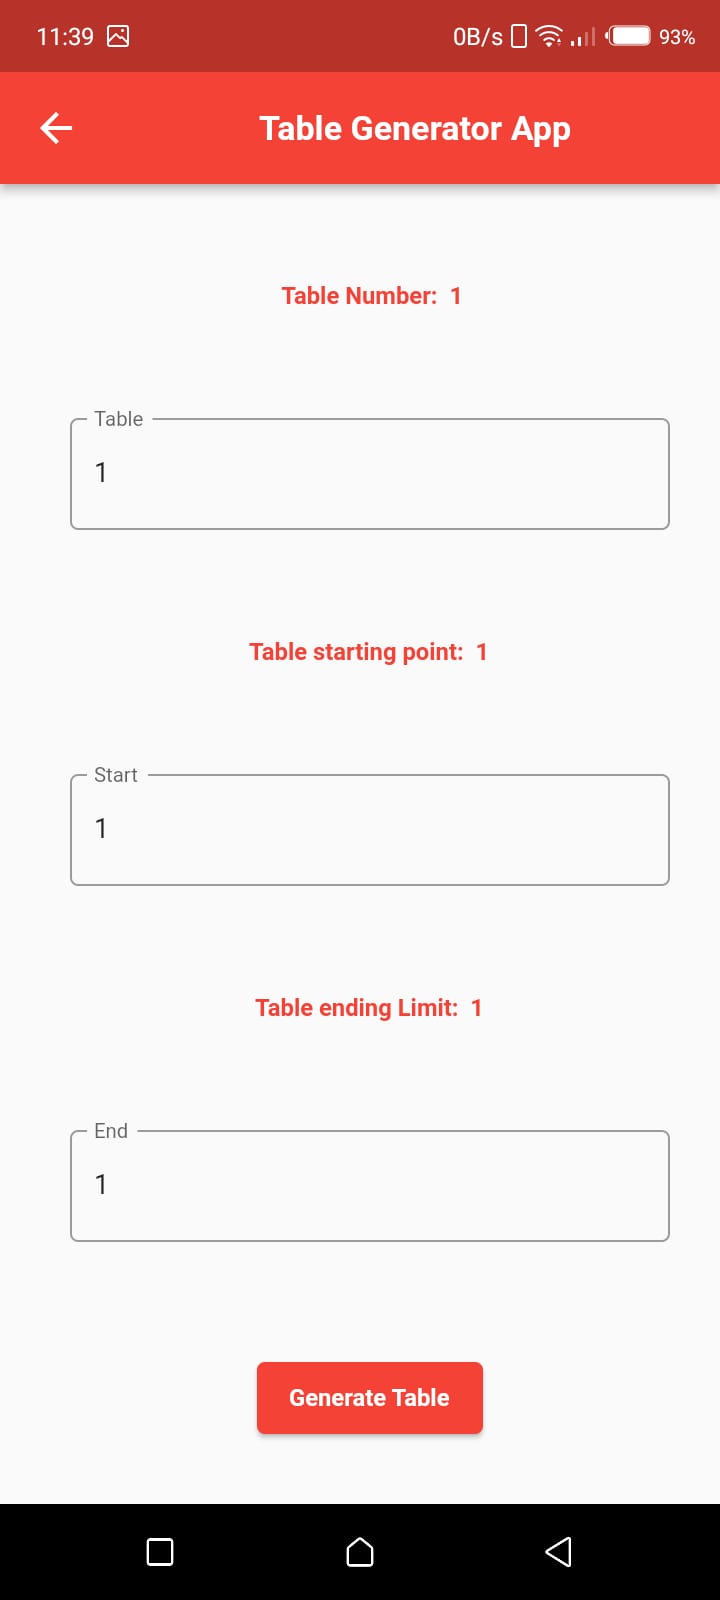 11:39 0B/s 93%
Table Generator App
Table Number: 1
Table
1
Table starting point: 1
Start
1
Table ending Limit: 1
End
1
Generate Table